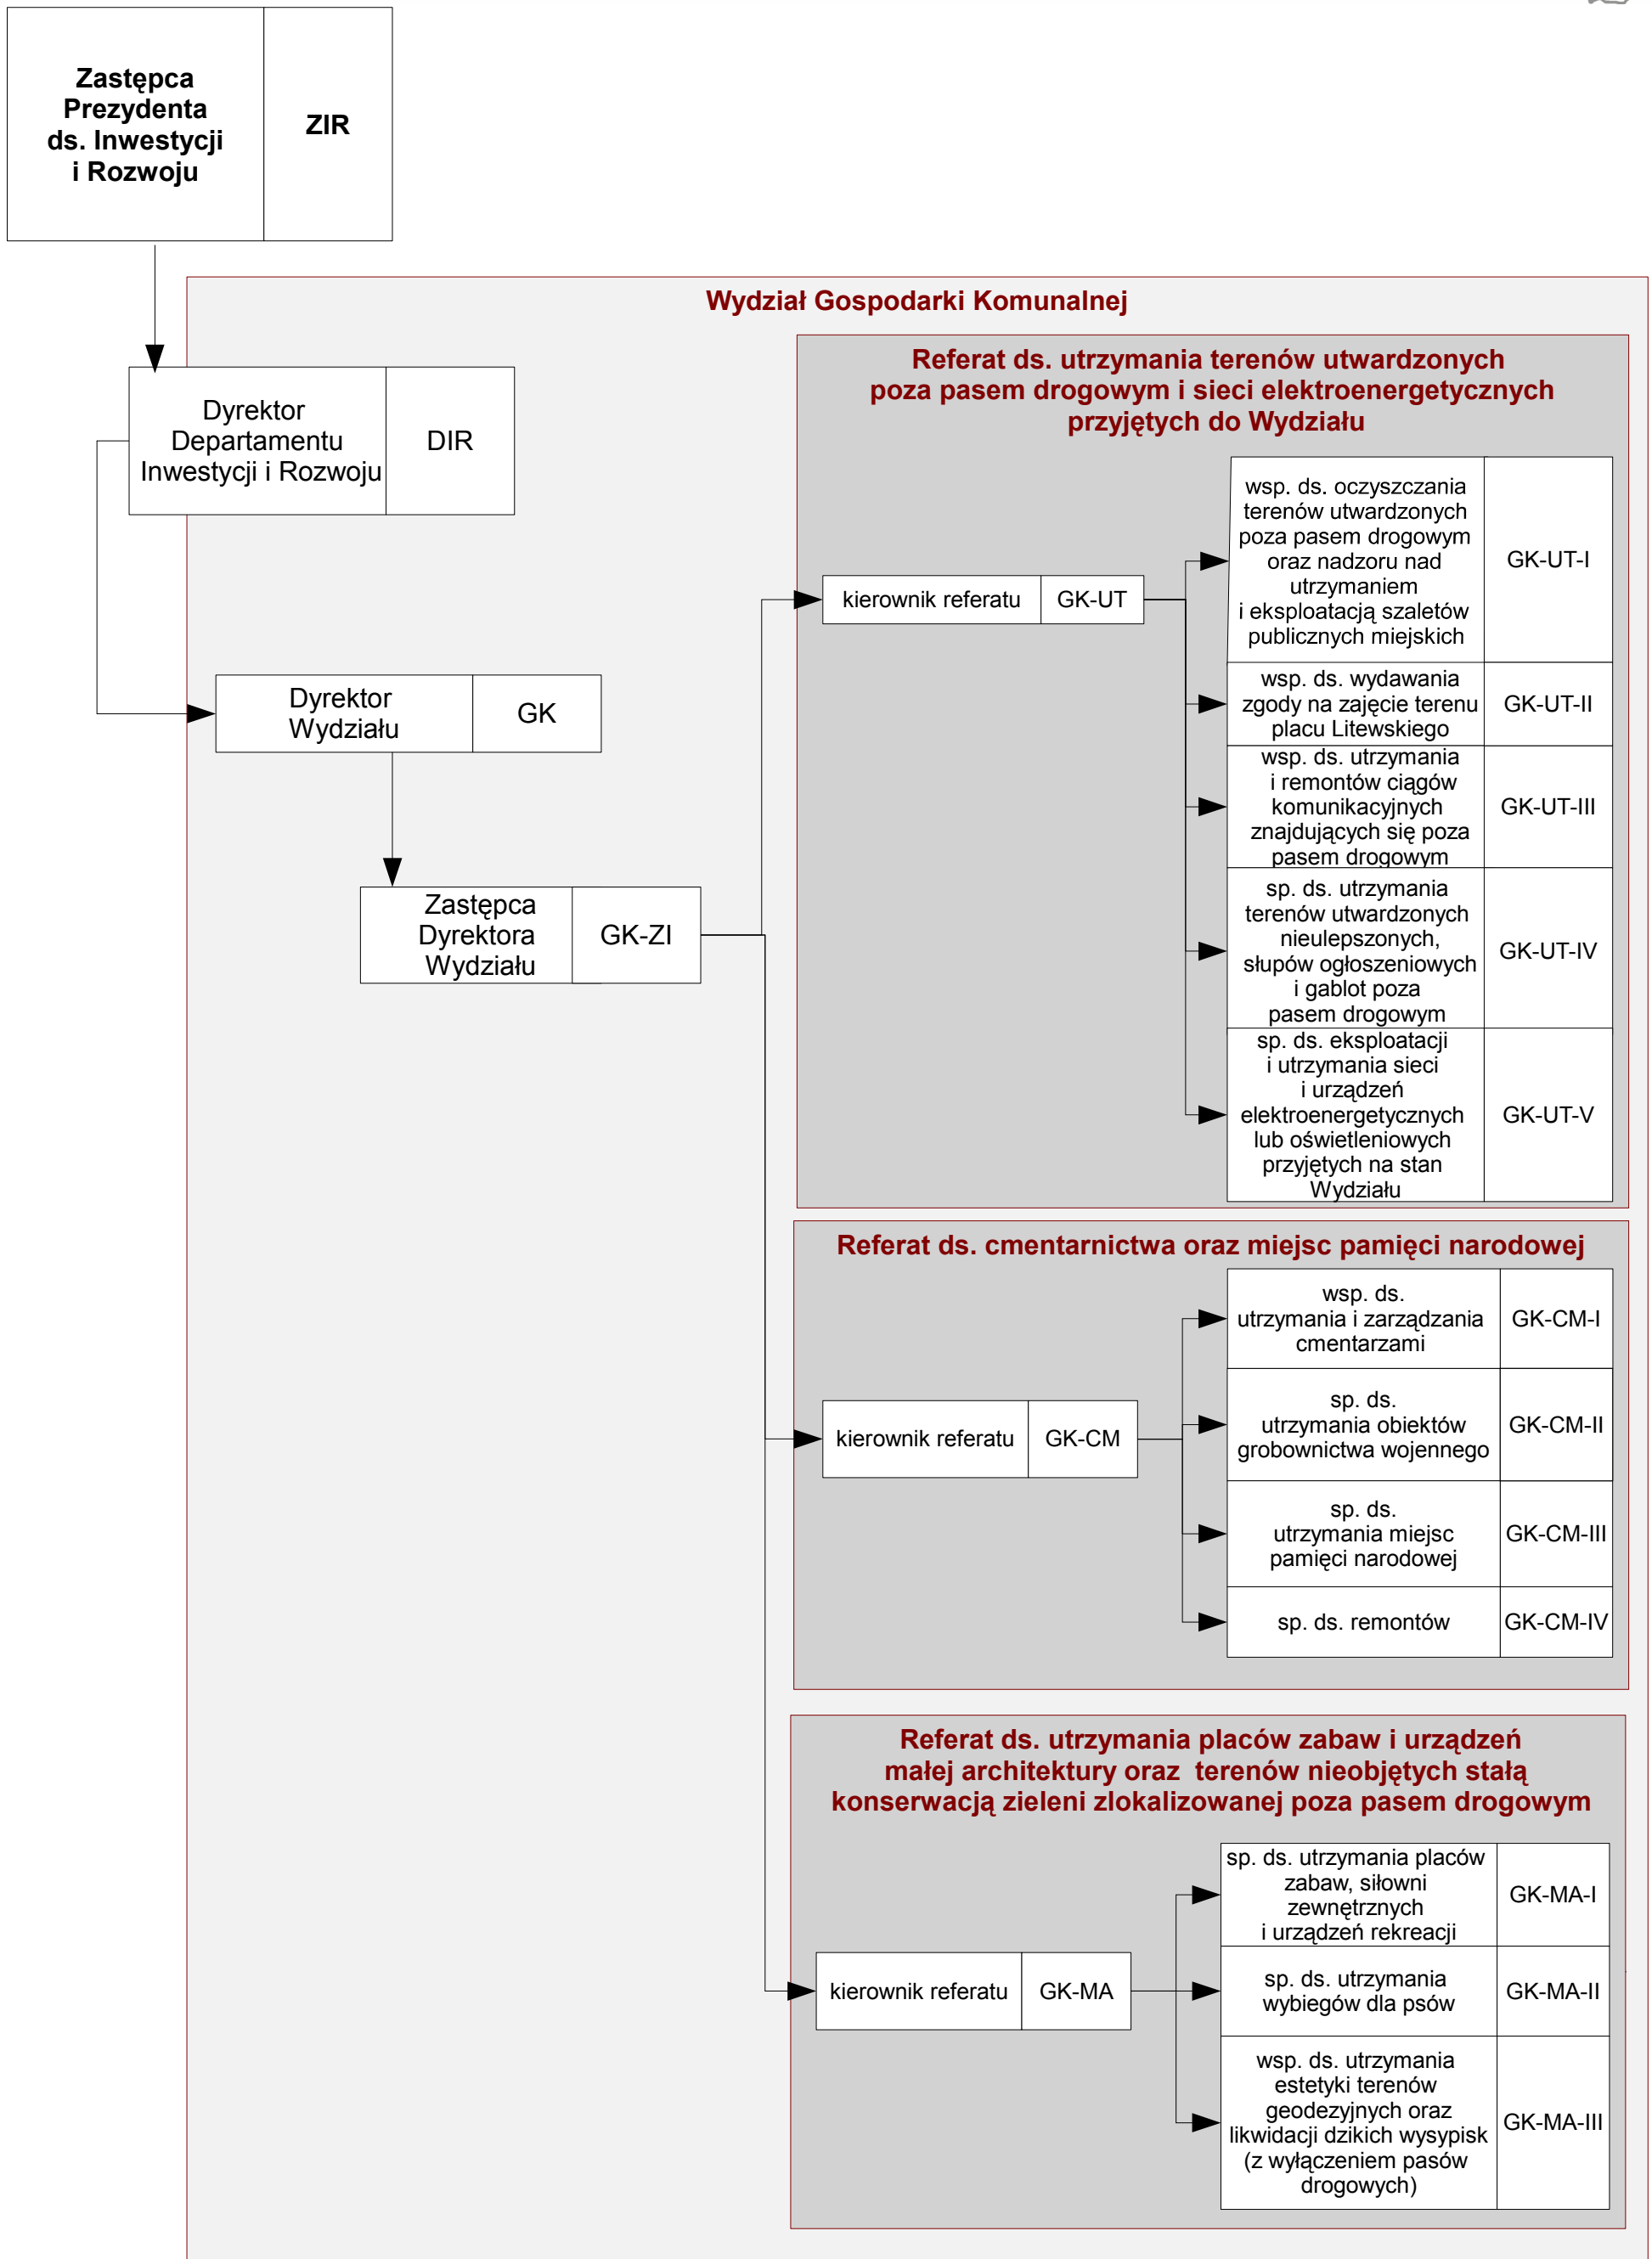 Zastępca
Prezydenta
ds. Inwestycji
i Rozwoju
ZIR
Wydział Gospodarki Komunalnej
Dyrektor
Departamentu
Inwestycji i Rozwoju
DIR
Dyrektor
Wydziału
GK
Zastępca
Dyrektora
Wydziału
GK-ZI
Referat ds. utrzymania terenów utwardzonych
poza pasem drogowym i sieci elektroenergetycznych
przyjętych do Wydziału
kierownik referatu
GK-UT
wsp. ds. oczyszczania
terenów utwardzonych
poza pasem drogowym
oraz nadzoru nad
utrzymaniem
i eksploatacją szaletów
publicznych miejskich
GK-UT-I
wsp. ds. wydawania
zgody na zajęcie terenu
placu Litewskiego
GK-UT-II
wsp. ds. utrzymania
i remontów ciągów
komunikacyjnych
znajdujących się poza
pasem drogowym
GK-UT-III
sp. ds. utrzymania
terenów utwardzonych
nieulepszonych,
słupów ogłoszeniowych
i gablot poza
pasem drogowym
GK-UT-IV
sp. ds. eksploatacji
i utrzymania sieci
i urządzeń
elektroenergetycznych
lub oświetleniowych
przyjętych na stan
Wydziału
GK-UT-V
Referat ds. cmentarnictwa oraz miejsc pamięci narodowej
kierownik referatu
GK-CM
wsp. ds.
utrzymania i zarządzania
cmentarzami
GK-CM-I
sp. ds.
utrzymania obiektów
grobownictwa wojennego
GK-CM-II
sp. ds.
utrzymania miejsc
pamięci narodowej
GK-CM-III
sp. ds. remontów
GK-CM-IV
Referat ds. utrzymania placów zabaw i urządzeń
małej architektury oraz terenów nieobjętych stałą
konserwacją zieleni zlokalizowanej poza pasem drogowym
kierownik referatu
GK-MA
sp. ds. utrzymania placów
zabaw, siłowni
zewnętrznych
i urządzeń rekreacji
GK-MA-I
sp. ds. utrzymania
wybiegów dla psów
GK-MA-II
wsp. ds. utrzymania
estetyki terenów
geodezyjnych oraz
likwidacji dzikich wysypisk
(z wyłączeniem pasów
drogowych)
GK-MA-III